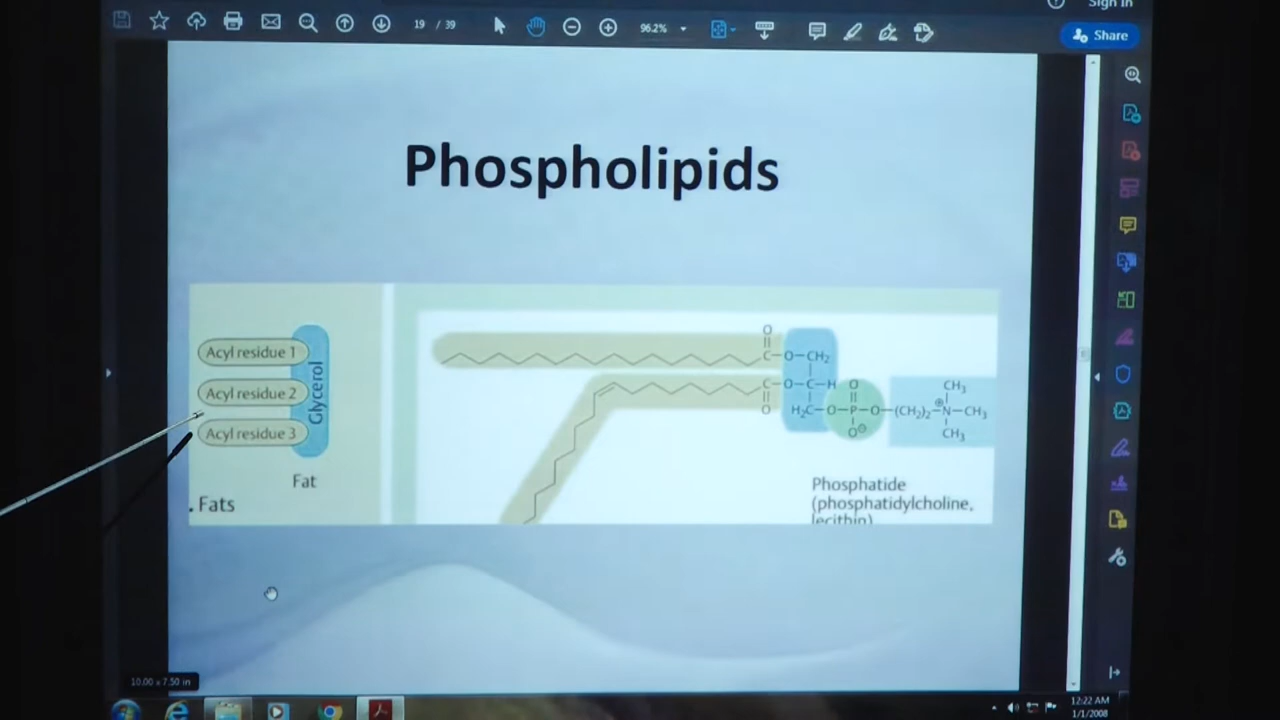 Sign In
19 / 39
96.2%
Share
Phospholipids
Acyl residue 1
Acyl residue 2
Acyl residue 3
Glycerol
Fat
. Fats
O
C—O—CH₂
C—O—C—H
O
O
H₂C—O—P—O—(CH₂)₂—N—CH₃
⊕
CH₃
CH₃
O⊖
Phosphatide
(phosphatidylcholine,
lecithin)
10.00 x 7.50 in
12:22 AM
1/1/2008